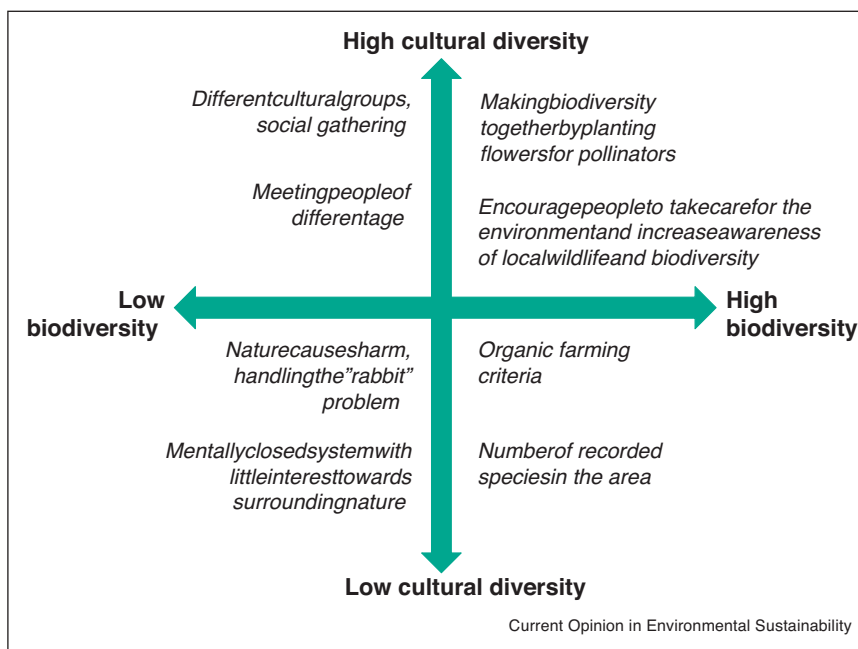 High cultural diversity
Differentculturalgroups,
social gathering
Makingbiodiversity
togetherbyplanting
flowersfor pollinators
Meetingpeopleof
differentage
Encouragepeopleto takecarefor the
environmentand increaseawareness
of localwildlifeand biodiversity
Low
biodiversity
High
biodiversity
Naturecausesharm,
handlingthe”rabbit”
problem
Organic farming
criteria
Mentallyclosedsystemwith
littleinteresttowards
surroundingnature
Numberof recorded
speciesin the area
Low cultural diversity
Current Opinion in Environmental Sustainability